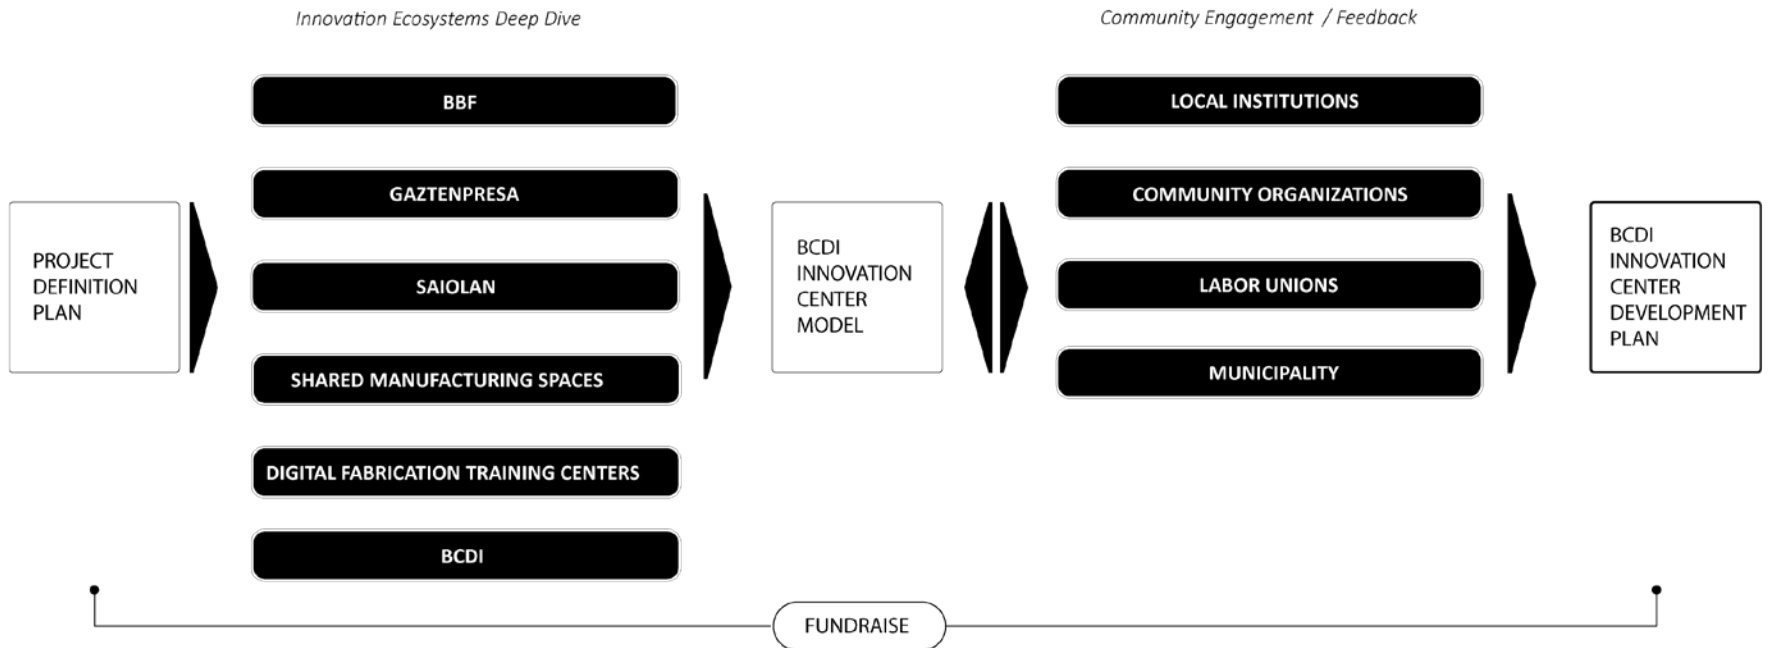 Innovation Ecosystems Deep Dive
Community Engagement / Feedback
PROJECT
DEFINITION
PLAN
BBF
GAZTENPRESA
SAIOLAN
SHARED MANUFACTURING SPACES
DIGITAL FABRICATION TRAINING CENTERS
BCDI
BCDI
INNOVATION
CENTER
MODEL
LOCAL INSTITUTIONS
COMMUNITY ORGANIZATIONS
LABOR UNIONS
MUNICIPALITY
BCDI
INNOVATION
CENTER
DEVELOPMENT
PLAN
FUNDRAISE